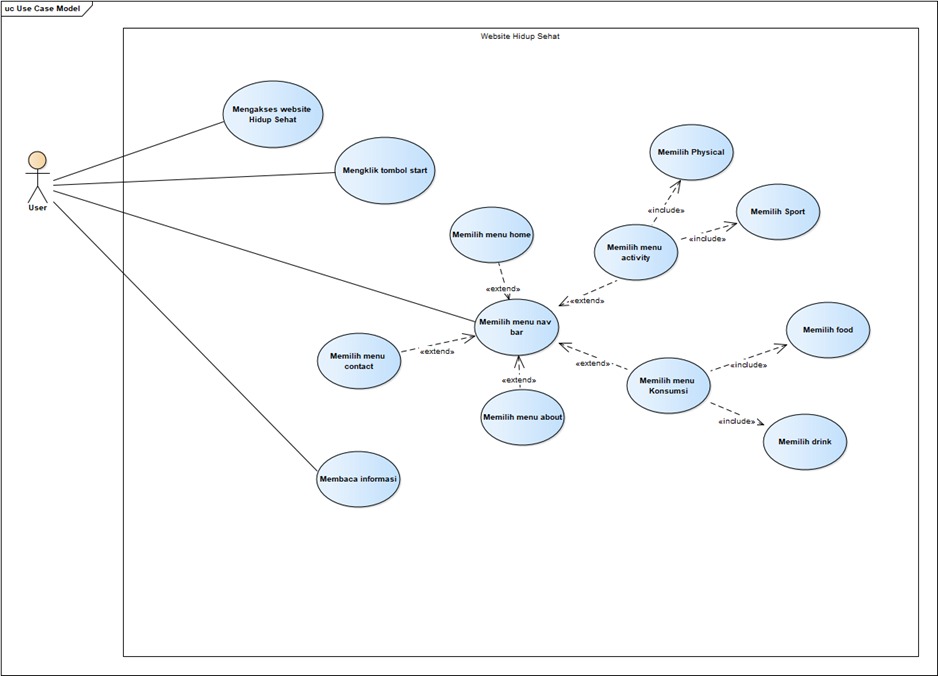 uc Use Case Model
Website Hidup Sehat
Mengakses website
Hidup Sehat
Mengklik tombol start
User
Memilih Physical
«include»
Memilih Sport
«include»
Memilih menu home
Memilih menu
activity
«extend»
«extend»
Memilih menu nav
bar
Memilih food
Memilih menu
contact
«extend»
«extend»
«include»
«extend»
Memilih menu
Konsumsi
Memilih menu about
«include»
Memilih drink
Membaca informasi